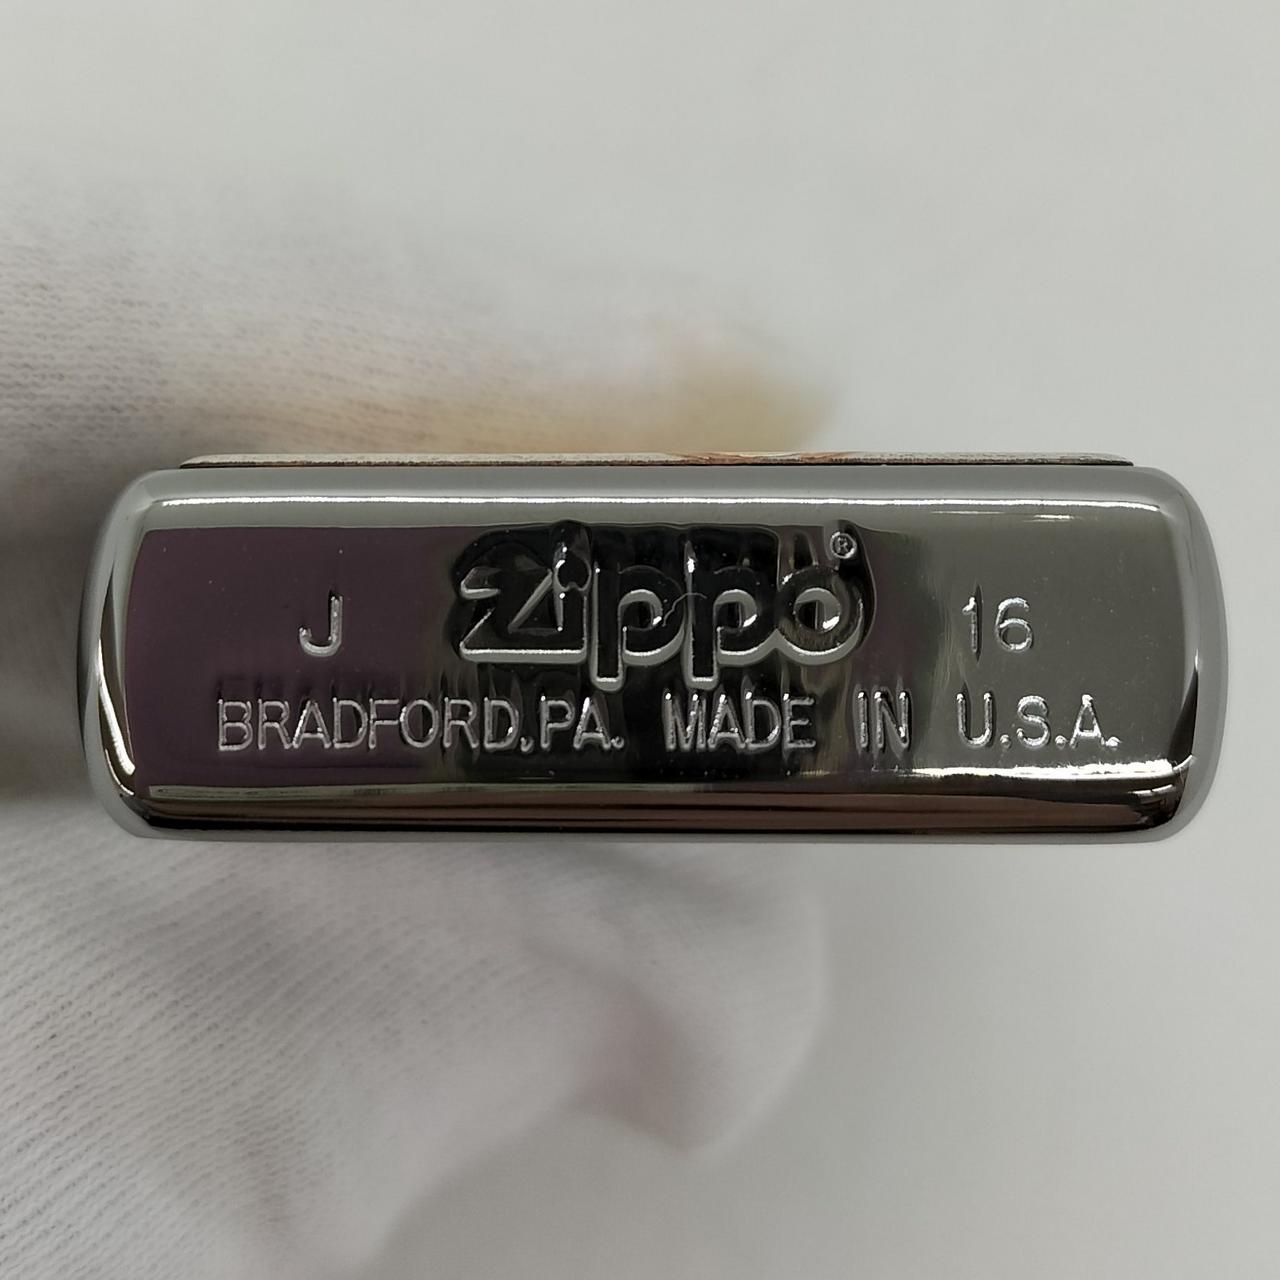 J Zippo® 16
BRADFORD,PA. MADE IN U.S.A.